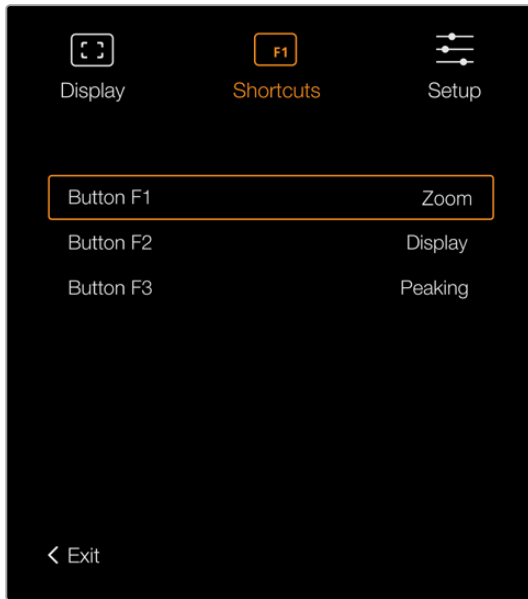 F1
Display Shortcuts Setup
Button F1 Zoom
Button F2 Display
Button F3 Peaking
Exit